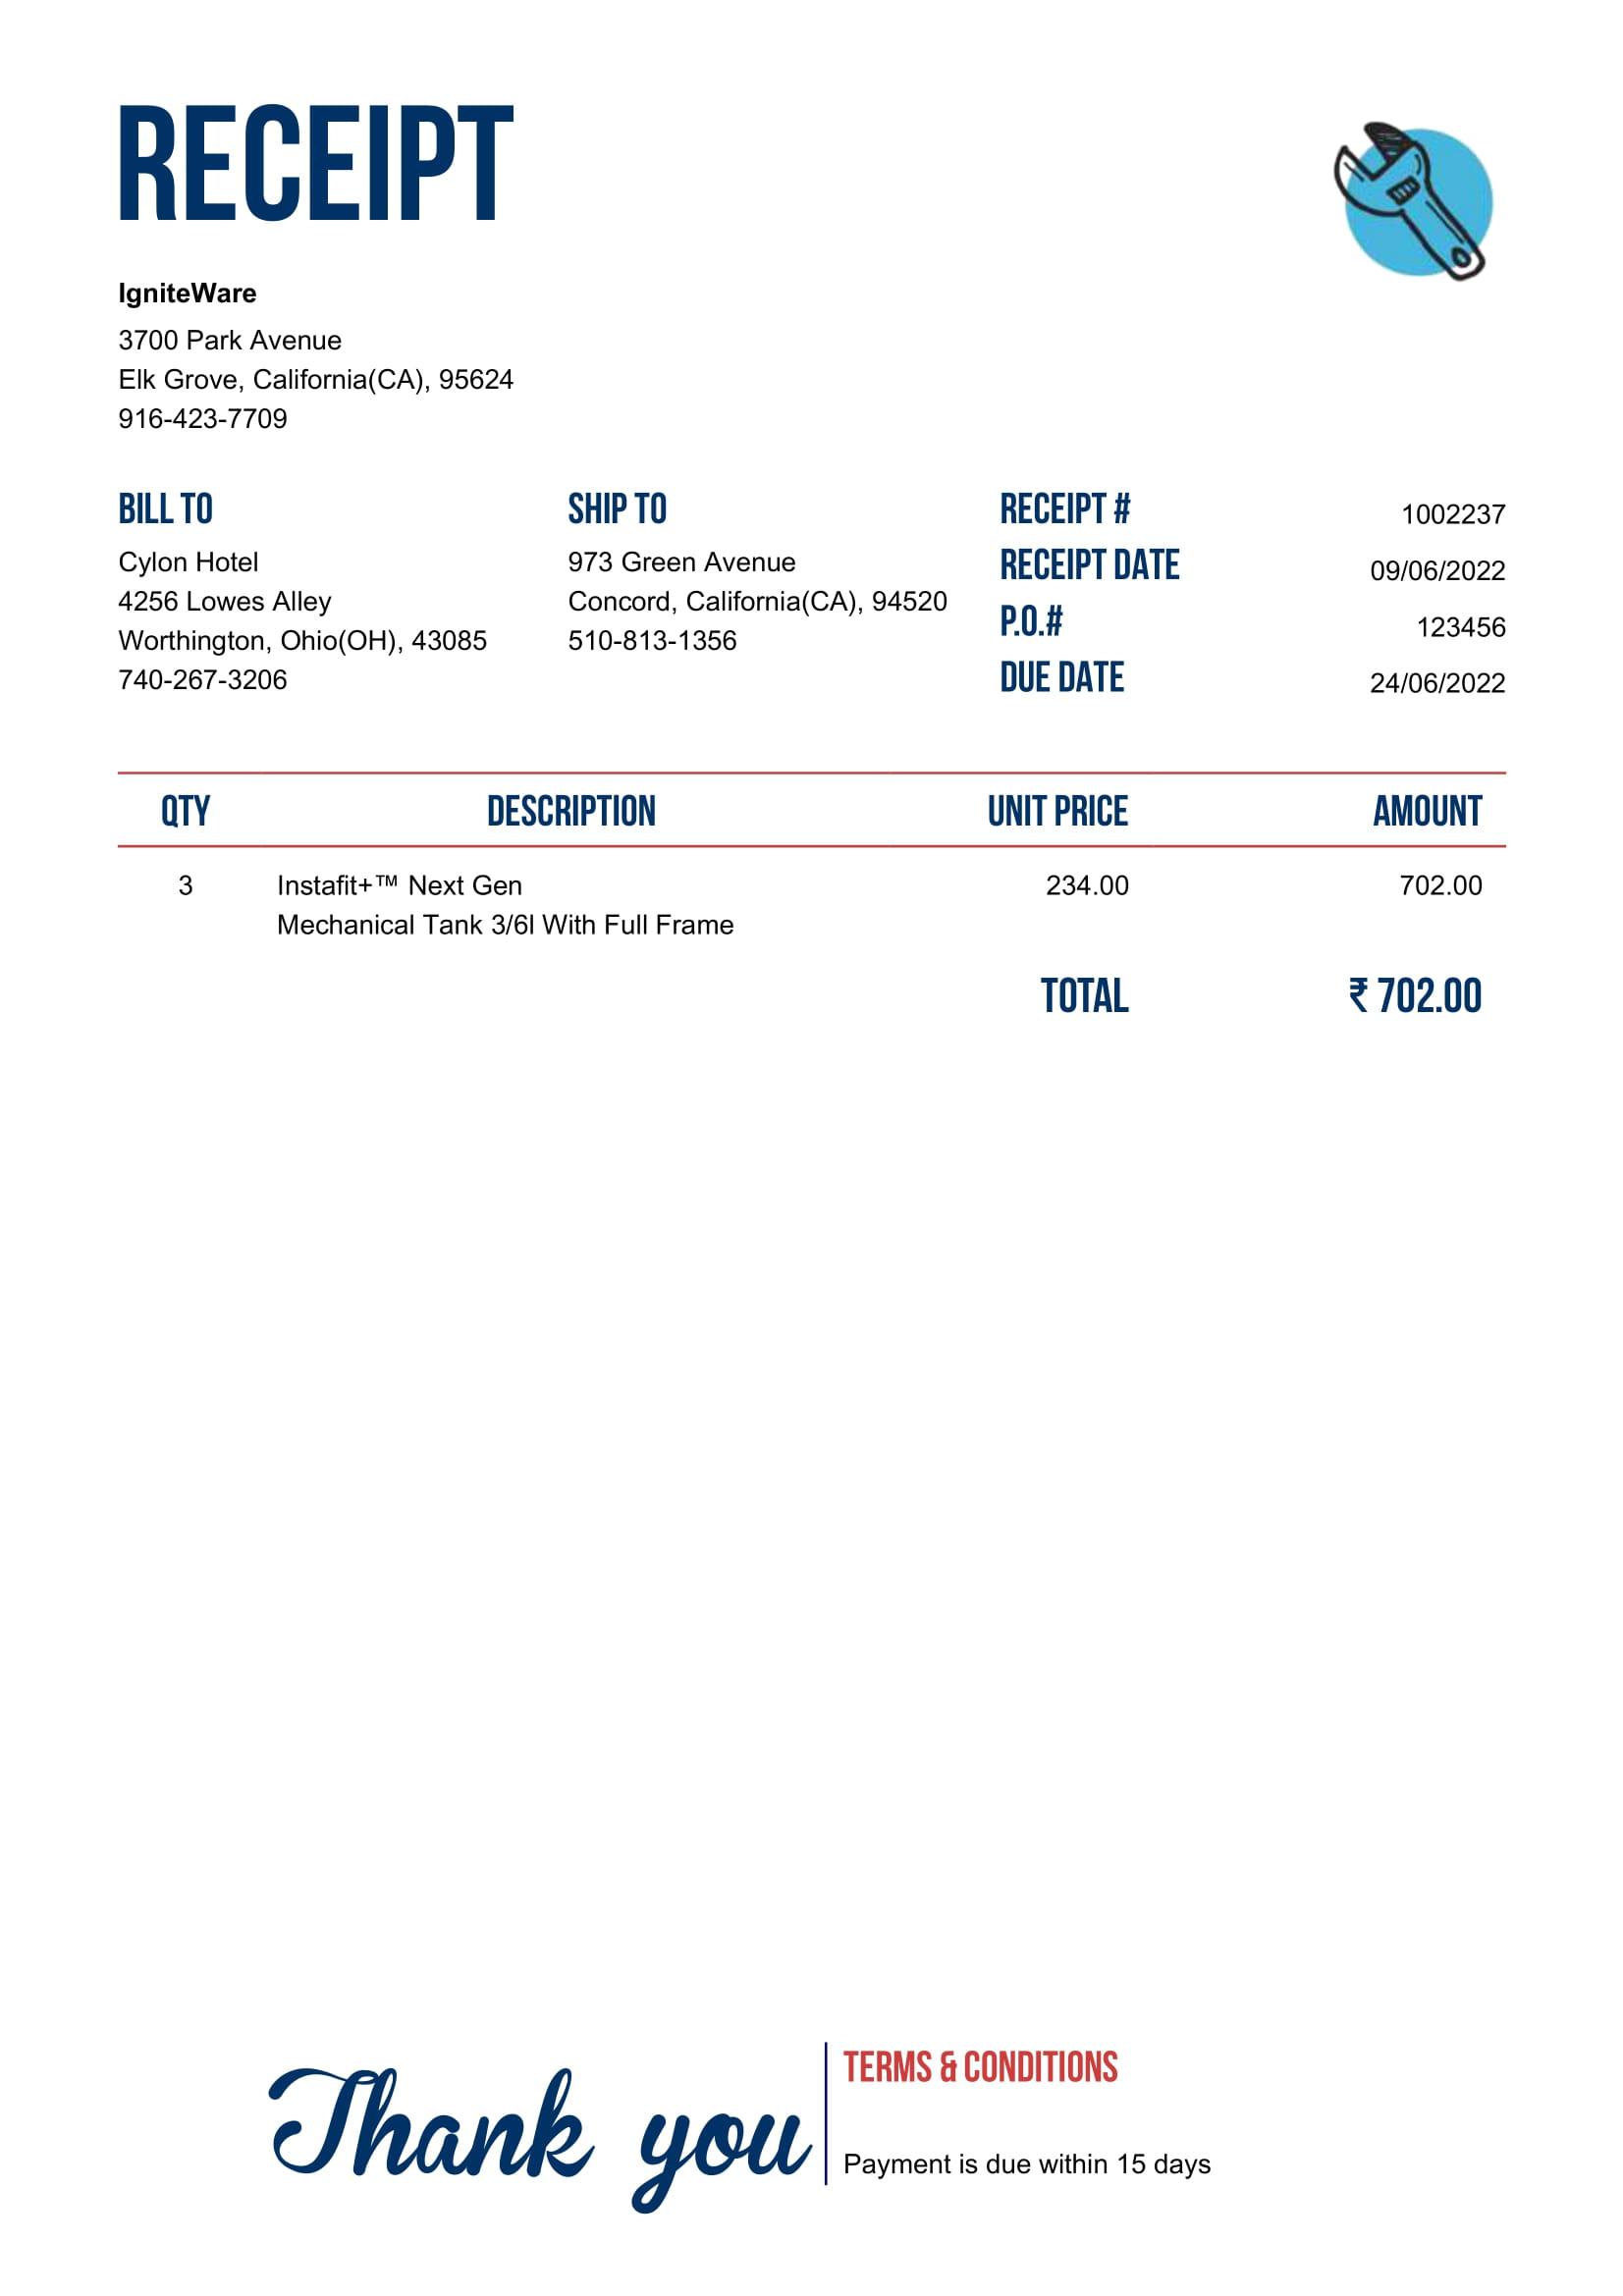 RECEIPT
IgniteWare
3700 Park Avenue
Elk Grove, California(CA), 95624
916-423-7709
BILL TO
Cylon Hotel
4256 Lowes Alley
Worthington, Ohio(OH), 43085
740-267-3206
SHIP TO
973 Green Avenue
Concord, California(CA), 94520
510-813-1356
RECEIPT # 1002237
RECEIPT DATE 09/06/2022
P.O.# 123456
DUE DATE 24/06/2022
QTY DESCRIPTION UNIT PRICE AMOUNT
3 Instafit+™ Next Gen 234.00 702.00
Mechanical Tank 3/6l With Full Frame
TOTAL ₹ 702.00
Thank you
TERMS & CONDITIONS
Payment is due within 15 days